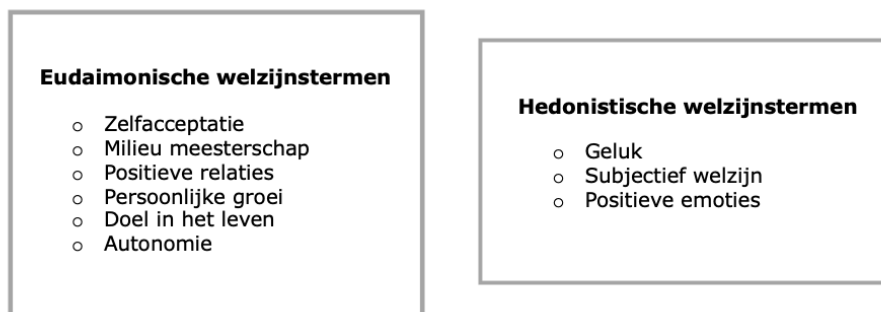 Eudaimonische welzijnstermen
o Zelfacceptatie
o Milieu meesterschap
o Positieve relaties
o Persoonlijke groei
o Doel in het leven
o Autonomie
Hedonistische welzijnstermen
o Geluk
o Subjectief welzijn
o Positieve emoties